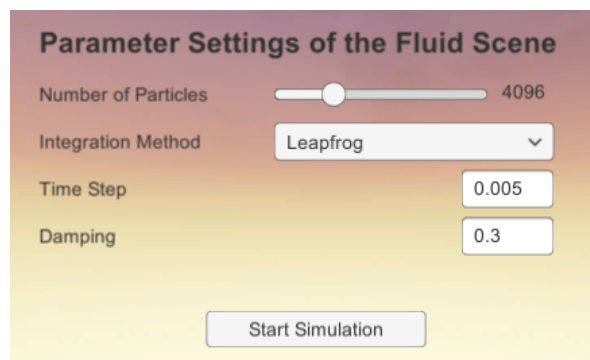 Parameter Settings of the Fluid Scene
Number of Particles 4096
Integration Method Leapfrog
Time Step 0.005
Damping 0.3
Start Simulation